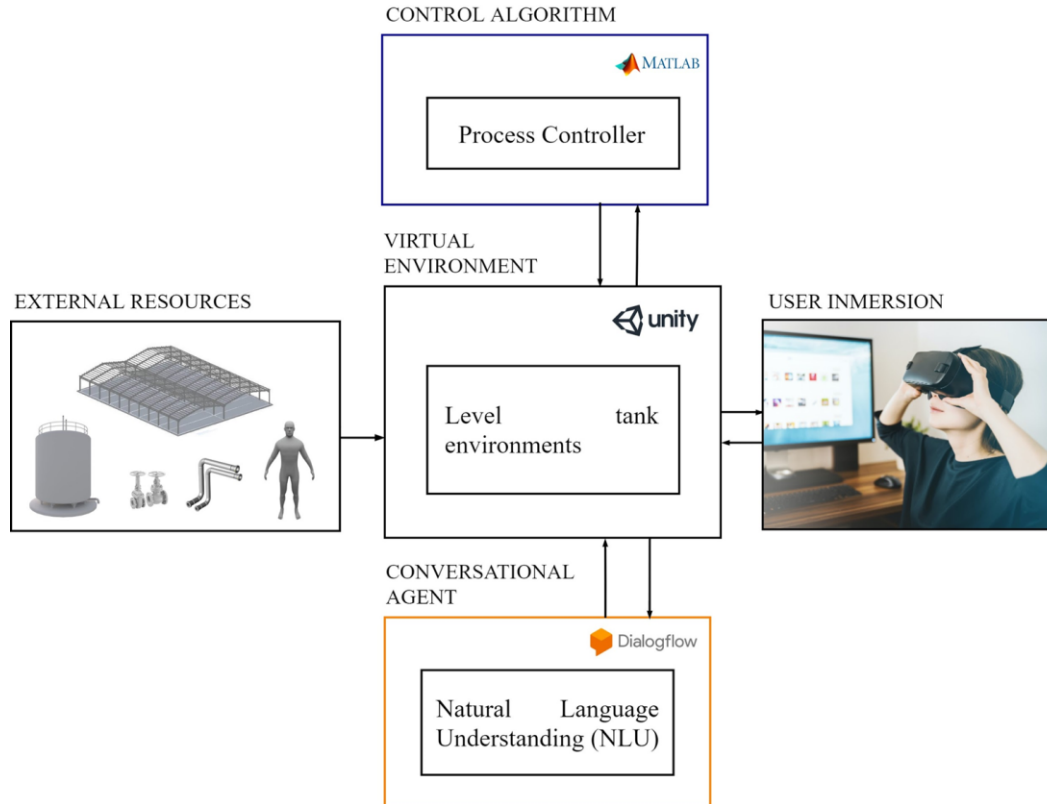 CONTROL ALGORITHM
MATLAB
Process Controller
VIRTUAL
ENVIRONMENT
EXTERNAL RESOURCES
unity
USER INMERSION
Level tank
environments
CONVERSATIONAL
AGENT
Dialogflow
Natural Language
Understanding (NLU)